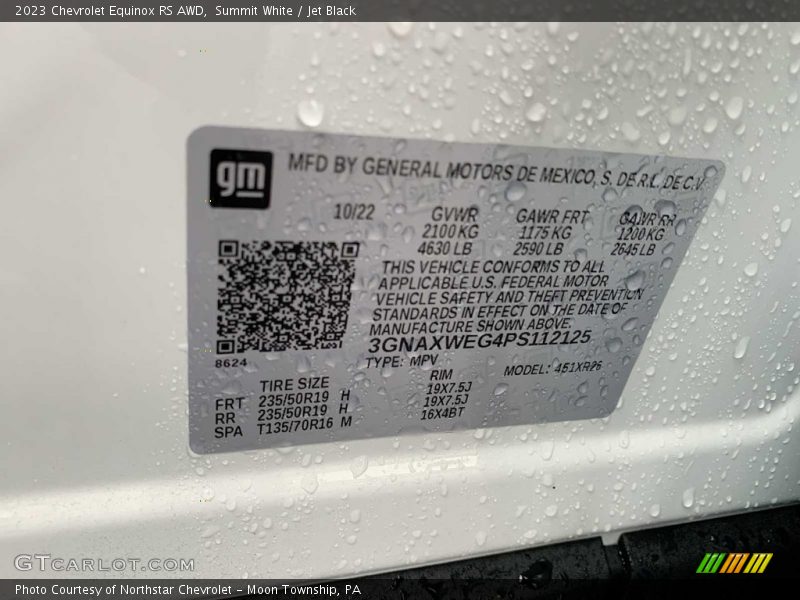 2023 Chevrolet Equinox RS AWD, Summit White / Jet Black
gm
MFD BY GENERAL MOTORS DE MEXICO, S. DE R.L. DE C.V.
10/22 GVWR GAWR FRT GAWR RR
2100 KG 1175 KG 1200 KG
4630 LB 2590 LB 2645 LB
THIS VEHICLE CONFORMS TO ALL
APPLICABLE U.S. FEDERAL MOTOR
VEHICLE SAFETY AND THEFT PREVENTION
STANDARDS IN EFFECT ON THE DATE OF
MANUFACTURE SHOWN ABOVE.
3GNAXWEG4PS112125
8624
TYPE: MPV MODEL: 451XR26
TIRE SIZE RIM
FRT 235/50R19 H 19X7.5J
RR 235/50R19 H 19X7.5J
SPA T135/70R16 M 16X4BT
GTCARLOT.COM
Photo Courtesy of Northstar Chevrolet - Moon Township, PA